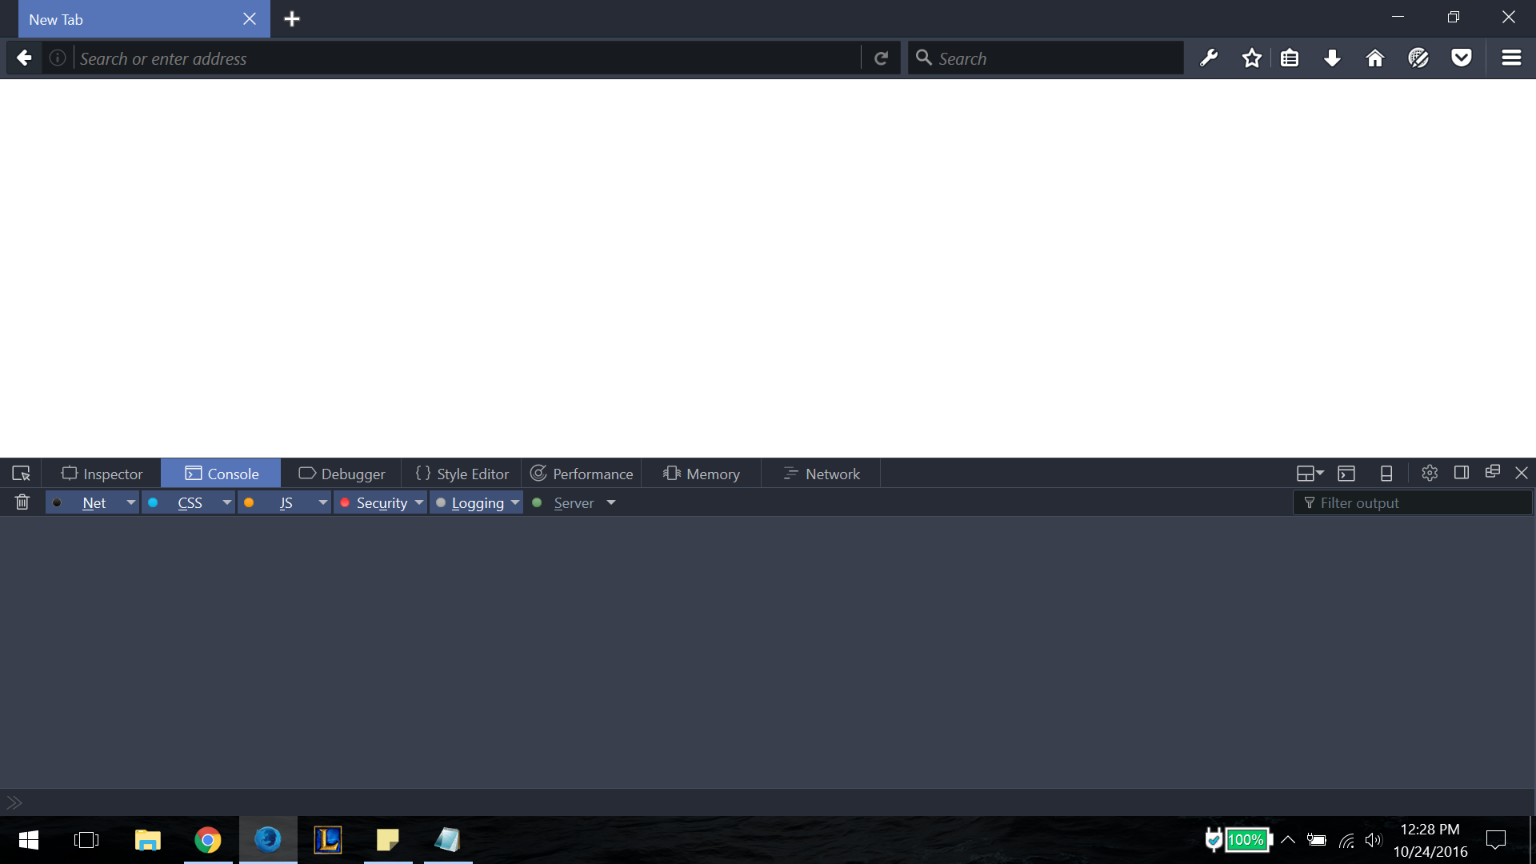 New Tab
Search or enter address
Search
Inspector
Console
Debugger
Style Editor
Performance
Memory
Network
Net
CSS
JS
Security
Logging
Server
Filter output
100%
12:28 PM
10/24/2016